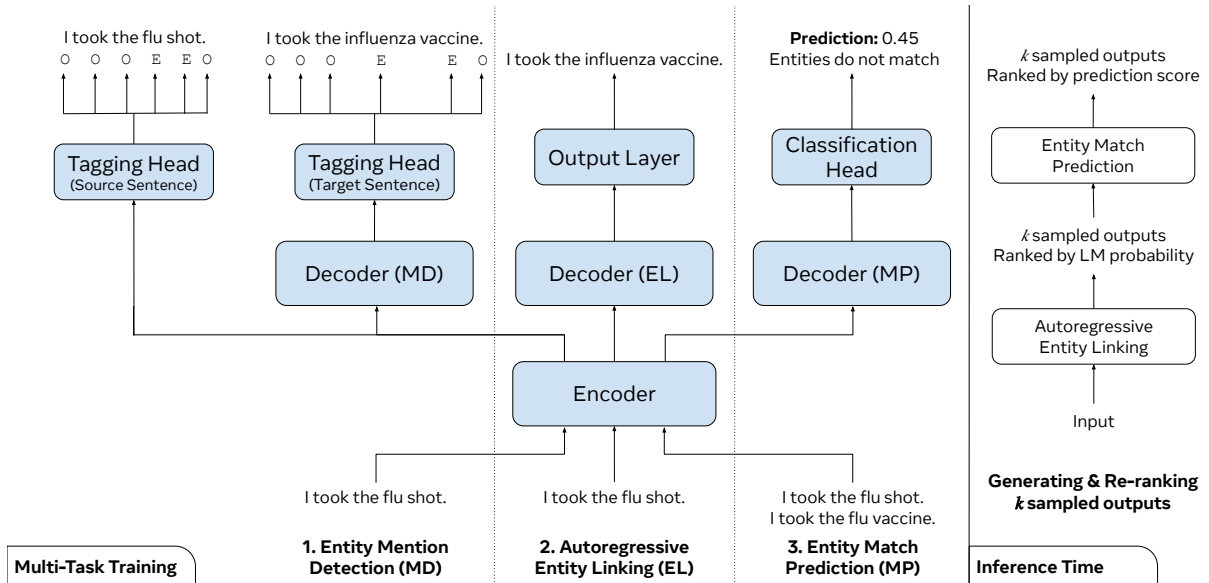 I took the flu shot.
O O O E E O
Tagging Head
(Source Sentence)
I took the influenza vaccine.
O O O E E O
Tagging Head
(Target Sentence)
Decoder (MD)
I took the influenza vaccine.
Output Layer
Decoder (EL)
Prediction: 0.45
Entities do not match
Classification
Head
Decoder (MP)
Encoder
I took the flu shot.
I took the flu shot.
I took the flu shot.
I took the flu vaccine.
1. Entity Mention
Detection (MD)
2. Autoregressive
Entity Linking (EL)
3. Entity Match
Prediction (MP)
Multi-Task Training
k sampled outputs
Ranked by prediction score
Entity Match
Prediction
k sampled outputs
Ranked by LM probability
Autoregressive
Entity Linking
Input
Generating & Re-ranking
k sampled outputs
Inference Time